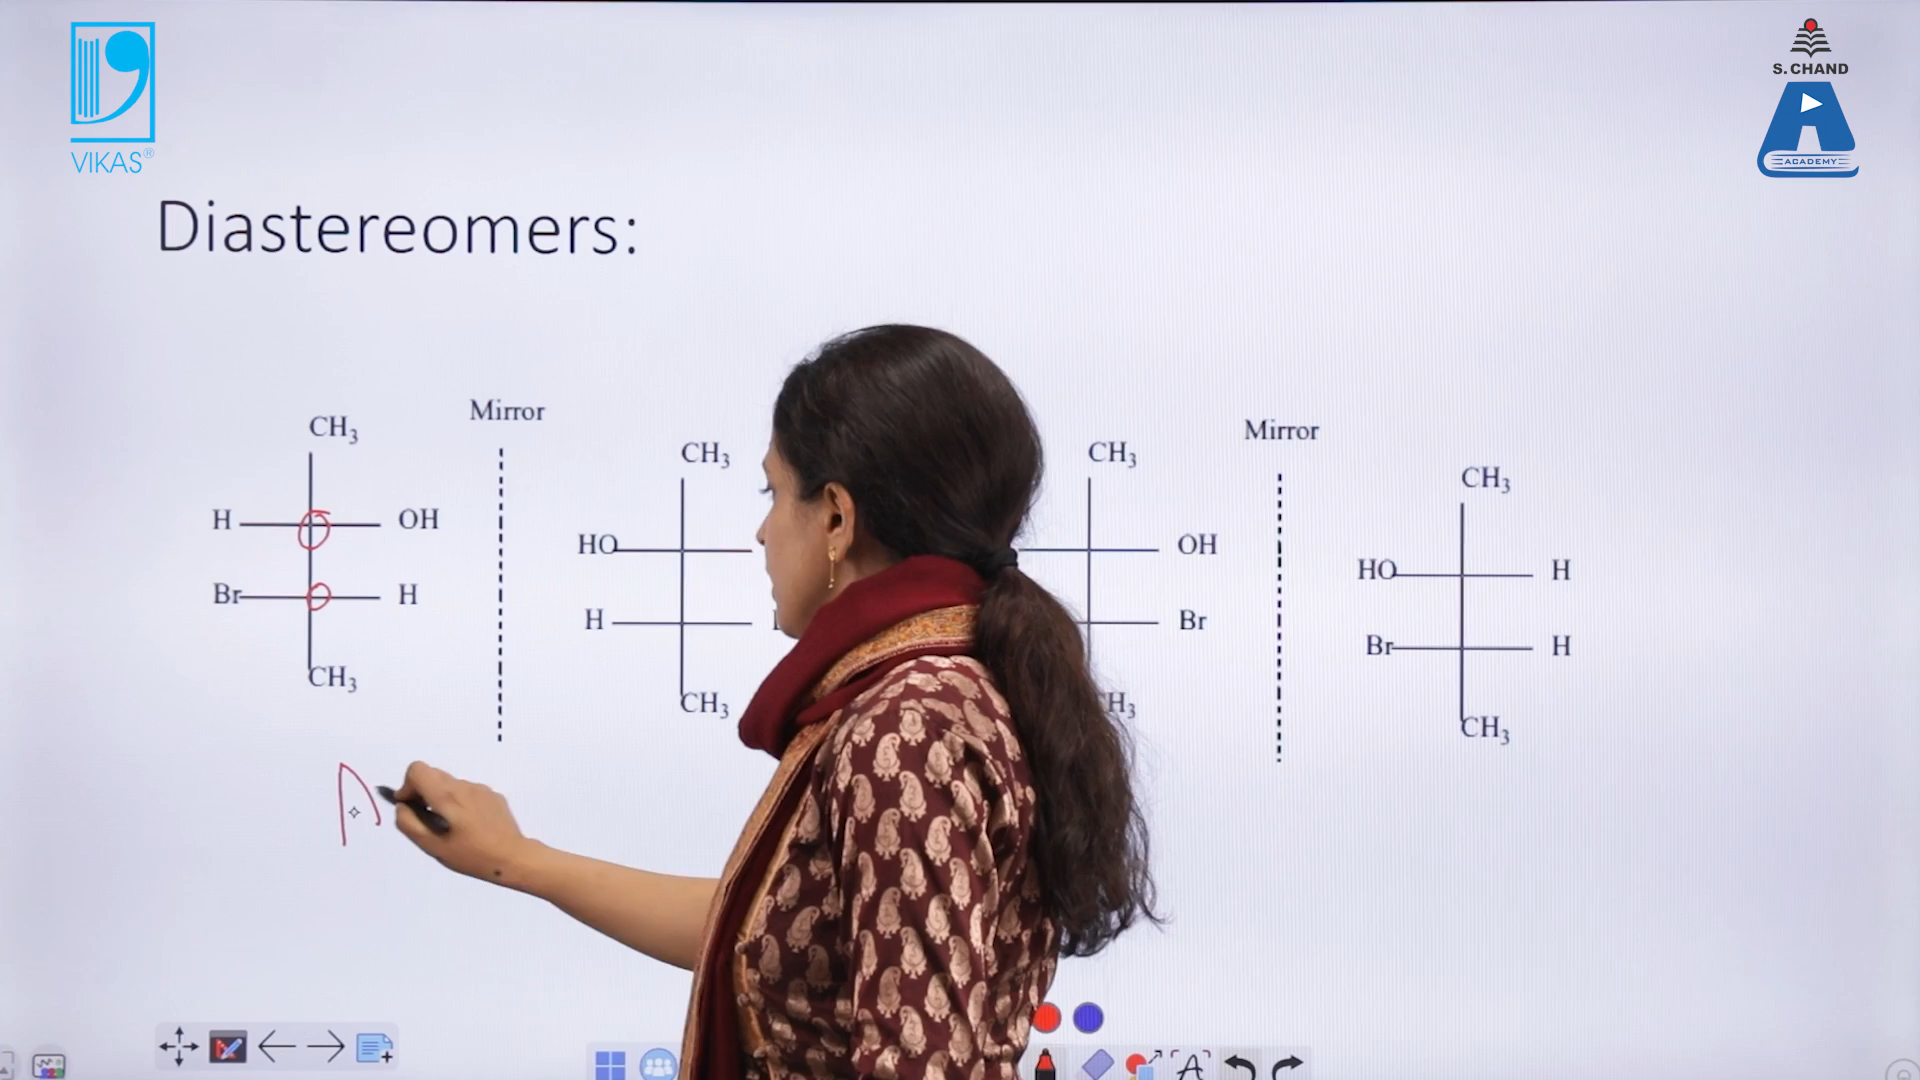 VIKAS®
S. CHAND
ACADEMY
Diastereomers:
Mirror
CH3
H
OH
Br
H
CH3
CH3
HO
H
CH3
Mirror
CH3
OH
Br
H3
CH3
HO
H
Br
H
CH3